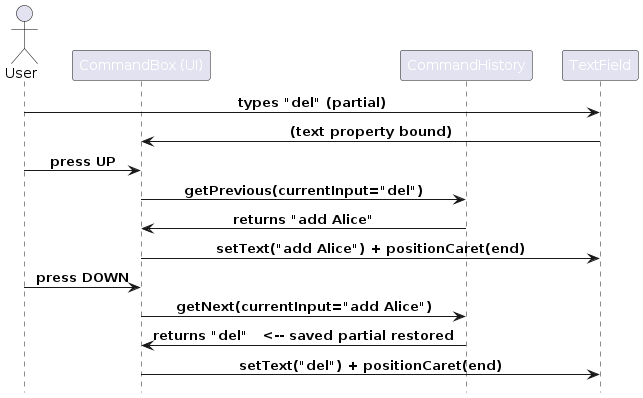 User
CommandBox (UI)
CommandHistory
TextField
types "del" (partial)
(text property bound)
press UP
getPrevious(currentInput="del")
returns "add Alice"
setText("add Alice") + positionCaret(end)
press DOWN
getNext(currentInput="add Alice")
returns "del" <-- saved partial restored
setText("del") + positionCaret(end)